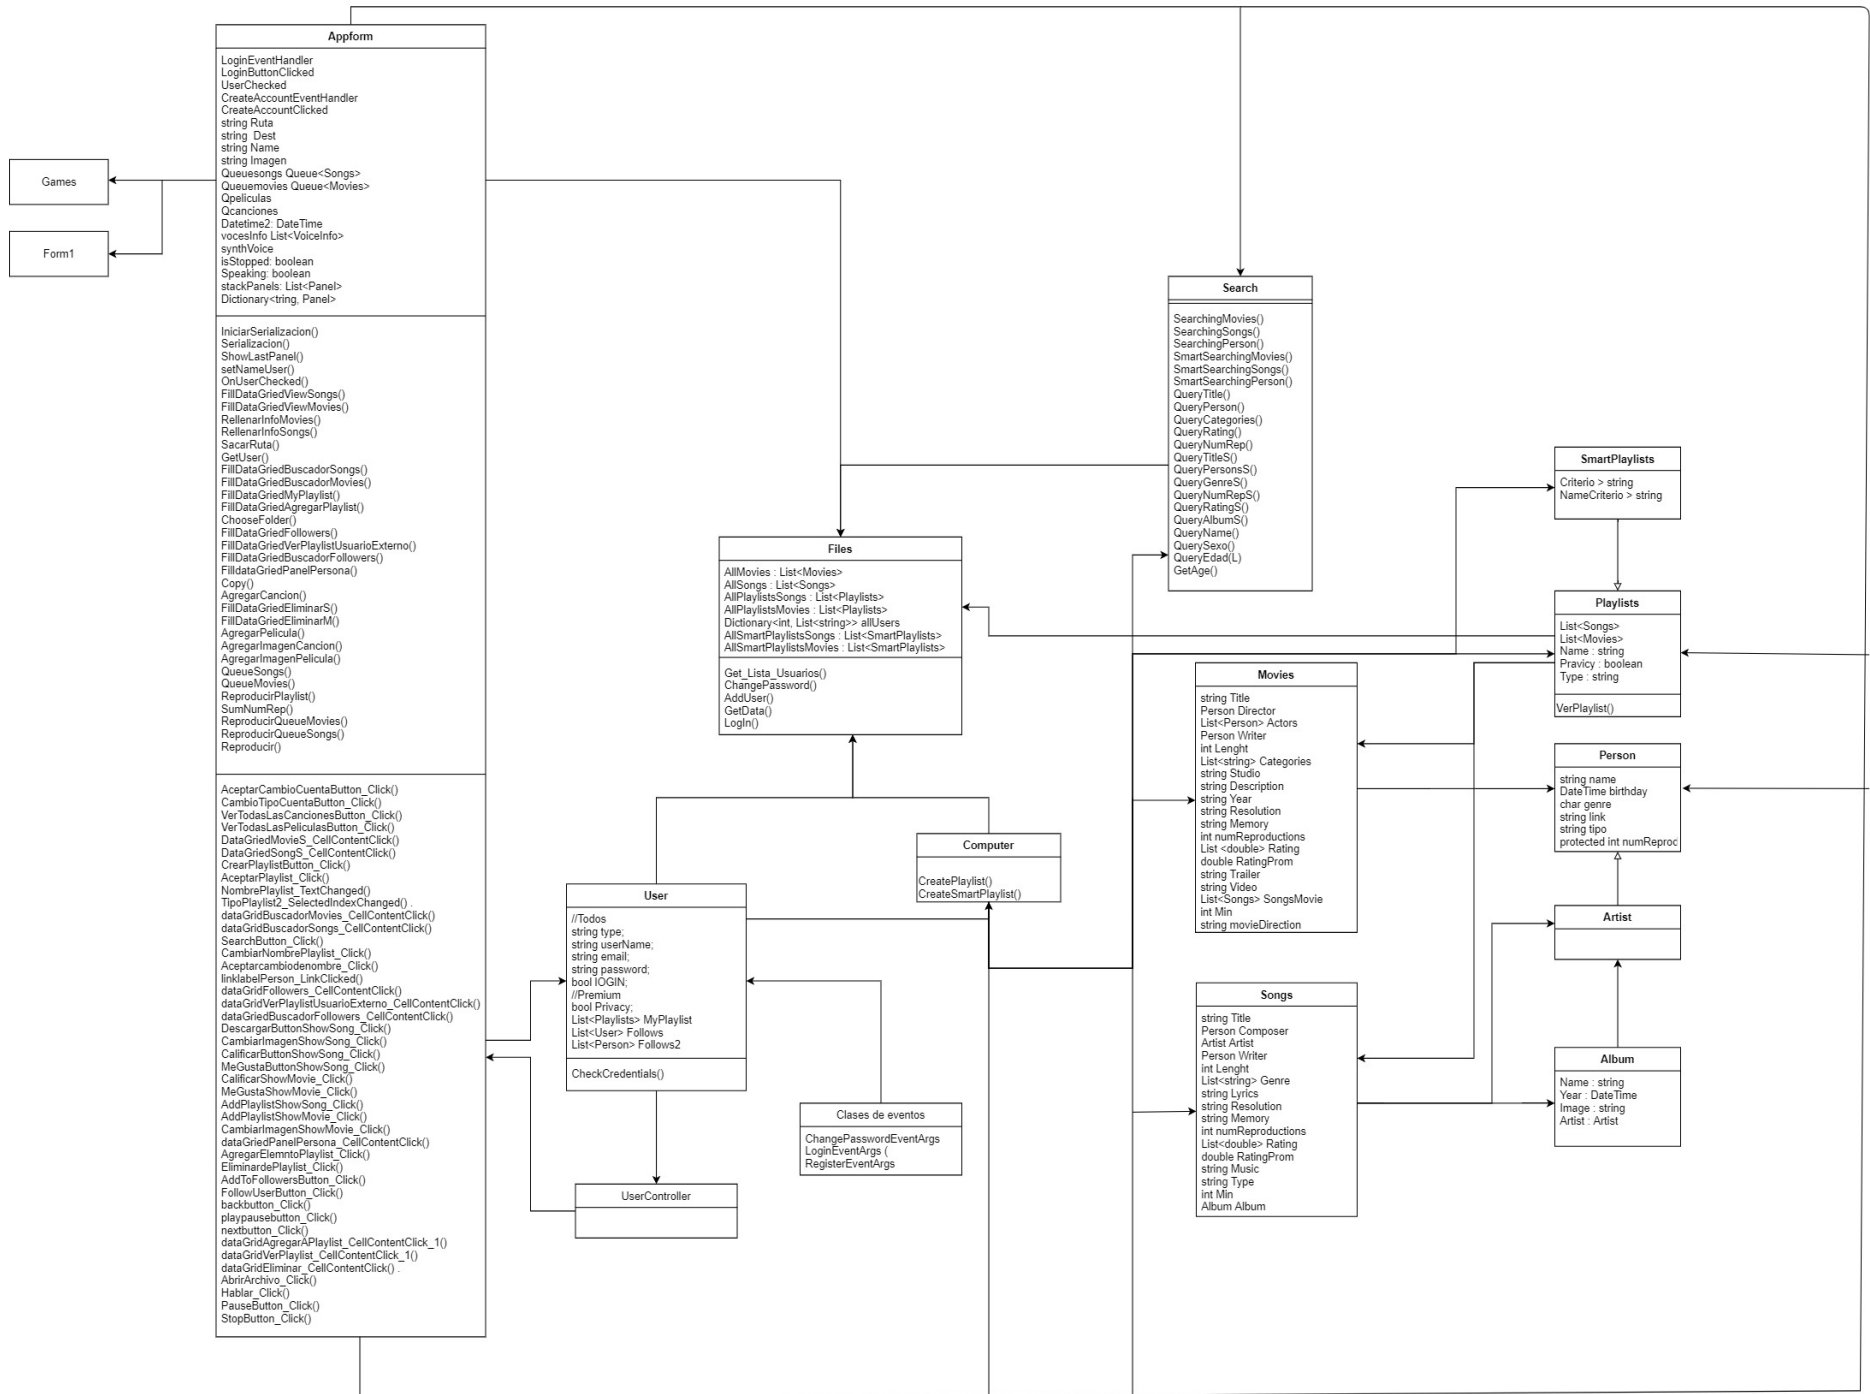 Appform
LoginEventHandler
LoginButtonClicked
UserChecked
CreateAccountEventHandler
CreateAccountClicked
string Ruta
string Dest
string Name
string Imagen
Queuesongs Queue<Songs>
Queuemovies Queue<Movies>
Qpeliculas
Qcanciones
Datetime2: DateTime
vocesInfo List<VoiceInfo>
synthVoice
isStopped: boolean
Speaking: boolean
stackPanels: List<Panel>
Dictionary<tring, Panel>
IniciarSerializacion()
Serializacion()
ShowLastPanel()
setNameUser()
OnUserChecked()
FillDataGriedViewSongs()
FillDataGriedViewMovies()
RellenarInfoMovies()
RellenarInfoSongs()
SacarRuta()
GetUser()
FillDataGriedBuscadorSongs()
FillDataGriedBuscadorMovies()
FillDataGriedMyPlaylist()
FillDataGriedAgregarPlaylist()
ChooseFolder()
FillDataGriedFollowers()
FillDataGriedVerPlaylistUsuarioExterno()
FillDataGriedBuscadorFollowers()
FilldataGriedPanelPersona()
Copy()
AgregarCancion()
FillDataGriedEliminarS()
FillDataGriedEliminarM()
AgregarPelicula()
AgregarImagenCancion()
AgregarImagenPelicula()
QueueSongs()
QueueMovies()
ReproducirPlaylist()
SumNumRep()
ReproducirQueueMovies()
ReproducirQueueSongs()
Reproducir()
AceptarCambioCuentaButton_Click()
CambioTipoCuentaButton_Click()
VerTodasLasCancionesButton_Click()
VerTodasLasPeliculasButton_Click()
DataGriedMovieS_CellContentClick()
DataGriedSongS_CellContentClick()
CrearPlaylistButton_Click()
AceptarPlaylist_Click()
NombrePlaylist_TextChanged()
TipoPlaylist2_SelectedIndexChanged() .
dataGridBuscadorMovies_CellContentClick()
dataGridBuscadorSongs_CellContentClick()
SearchButton_Click()
CambiarNombrePlaylist_Click()
Aceptarcambiodenombre_Click()
linklabelPerson_LinkClicked()
dataGridFollowers_CellContentClick()
dataGridVerPlaylistUsuarioExterno_CellContentClick()
dataGriedBuscadorFollowers_CellContentClick()
DescargarButtonShowSong_Click()
CambiarImagenShowSong_Click()
CalificarButtonShowSong_Click()
MeGustaButtonShowSong_Click()
CalificarShowMovie_Click()
MeGustaShowMovie_Click()
AddPlaylistShowSong_Click()
AddPlaylistShowMovie_Click()
CambiarImagenShowMovie_Click()
dataGriedPanelPersona_CellContentClick()
AgregarElemntoPlaylist_Click()
EliminardePlaylist_Click()
AddToFollowersButton_Click()
FollowUserButton_Click()
backbutton_Click()
playpausebutton_Click()
nextbutton_Click()
dataGridAgregarAPlaylist_CellContentClick_1()
dataGridVerPlaylist_CellContentClick_1()
dataGridEliminar_CellContentClick() .
AbrirArchivo_Click()
Hablar_Click()
PauseButton_Click()
StopButton_Click()
Games
Form1
Search
SearchingMovies()
SearchingSongs()
SearchingPerson()
SmartSearchingMovies()
SmartSearchingSongs()
SmartSearchingPerson()
QueryTitle()
QueryPerson()
QueryCategories()
QueryRating()
QueryNumRep()
QueryTitleS()
QueryPersonsS()
QueryGenreS()
QueryNumRepS()
QueryRatingS()
QueryAlbumS()
QueryName()
QuerySexo()
QueryEdad(L)
GetAge()
Files
AllMovies : List<Movies>
AllSongs : List<Songs>
AllPlaylistsSongs : List<Playlists>
AllPlaylistsMovies : List<Playlists>
Dictionary<int, List<string>> allUsers
AllSmartPlaylistsSongs : List<SmartPlaylists>
AllSmartPlaylistsMovies : List<SmartPlaylists>
Get_Lista_Usuarios()
ChangePassword()
AddUser()
GetData()
LogIn()
SmartPlaylists
Criterio > string
NameCriterio > string
Playlists
List<Songs>
List<Movies>
Name : string
Pravicy : boolean
Type : string
VerPlaylist()
Movies
string Title
Person Director
List<Person> Actors
Person Writer
int Lenght
List<string> Categories
string Studio
string Description
string Year
string Resolution
string Memory
int numReproductions
List <double> Rating
double RatingProm
string Trailer
string Video
List<Songs> SongsMovie
int Min
string movieDirection
Person
string name
DateTime birthday
char genre
string link
string tipo
protected int numReproc
Computer
CreatePlaylist()
CreateSmartPlaylist()
User
//Todos
string type;
string userName;
string email;
string password;
bool lOGIN;
//Premium
bool Privacy;
List<Playlists> MyPlaylist
List<User> Follows
List<Person> Follows2
CheckCredentials()
Artist
Songs
string Title
Person Composer
Artist Artist
Person Writer
int Lenght
List<string> Genre
string Lyrics
string Resolution
string Memory
int numReproductions
List<double> Rating
double RatingProm
string Music
string Type
int Min
Album Album
Album
Name : string
Year : DateTime
Image : string
Artist : Artist
Clases de eventos
ChangePasswordEventArgs
LoginEventArgs (
RegisterEventArgs
UserController